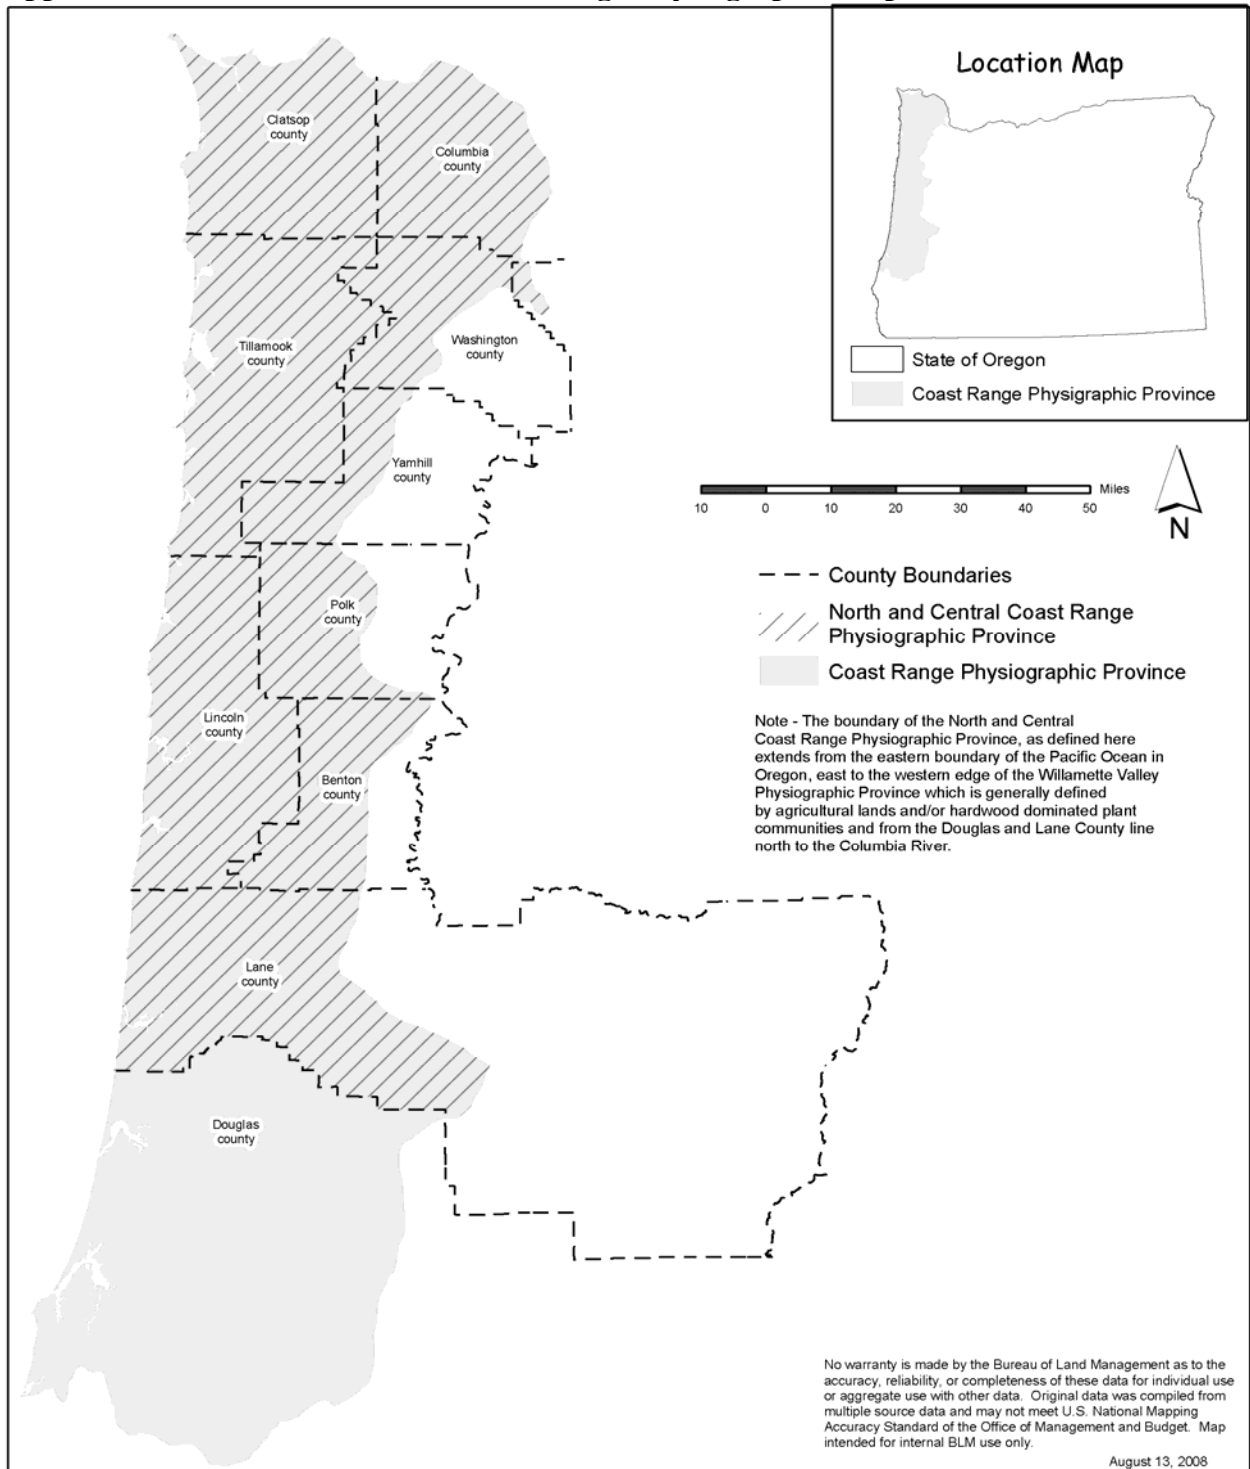 Location Map
State of Oregon
Coast Range Physigraphic Province
Clatsop
county
Columbia
county
Tillamook
county
Washington
county
Yamhill
county
Polk
county
Lincoln
county
Benton
county
Lane
county
Douglas
county
Miles
10 0 10 20 30 40 50
N
County Boundaries
North and Central Coast Range
Physiographic Province
Coast Range Physiographic Province
Note - The boundary of the North and Central
Coast Range Physiographic Province, as defined here
extends from the eastern boundary of the Pacific Ocean in
Oregon, east to the western edge of the Willamette Valley
Physiographic Province which is generally defined
by agricultural lands and/or hardwood dominated plant
communities and from the Douglas and Lane County line
north to the Columbia River.
No warranty is made by the Bureau of Land Management as to the
accuracy, reliability, or completeness of these data for individual use
or aggregate use with other data. Original data was compiled from
multiple source data and may not meet U.S. National Mapping
Accuracy Standard of the Office of Management and Budget. Map
intended for internal BLM use only.
August 13, 2008